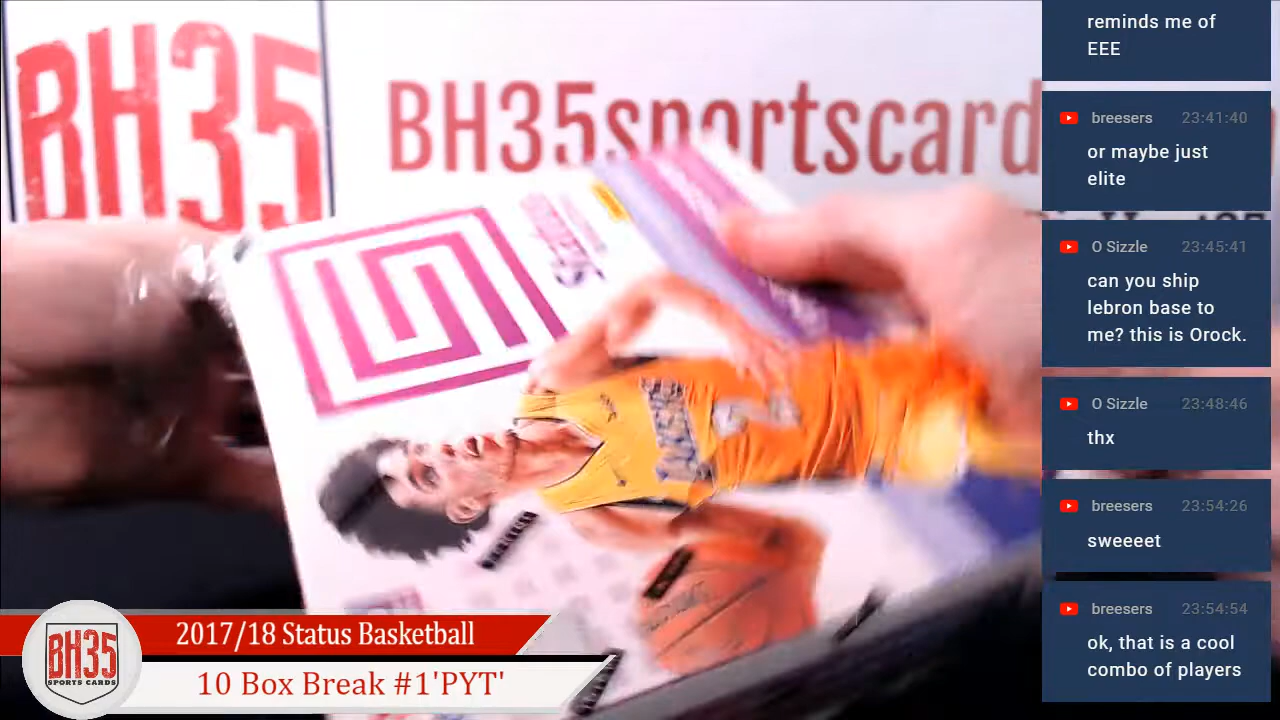 BH35
BH35sportscard
reminds me of
EEE
breesers 23:41:40
or maybe just
elite
O Sizzle 23:45:41
can you ship
lebron base to
me? this is Orock.
O Sizzle 23:48:46
thx
breesers 23:54:26
sweeeet
breesers 23:54:54
ok, that is a cool
combo of players
2017/18 Status Basketball
10 Box Break #1'PYT'
BH35
SPORTS CARDS